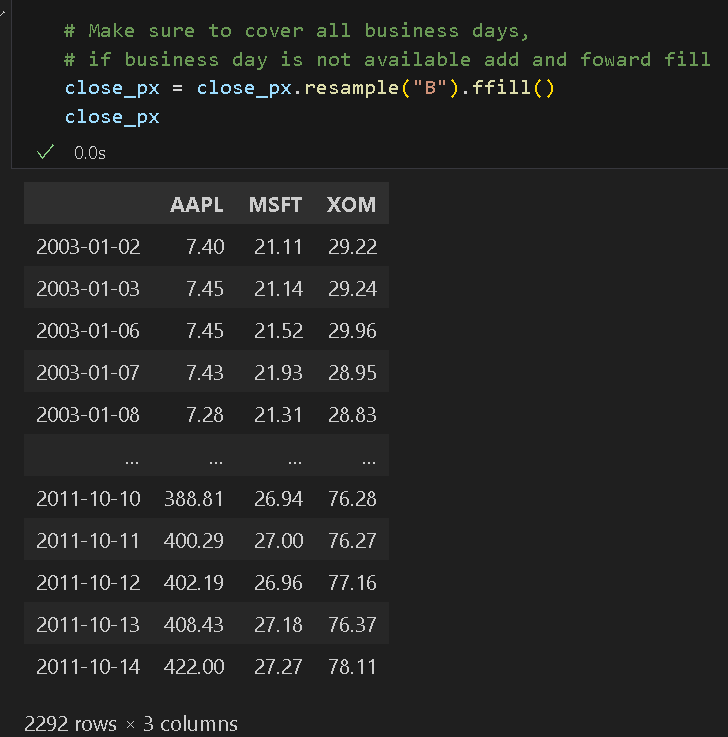 # Make sure to cover all business days,
# if business day is not available add and foward fill
close_px = close_px.resample("B").ffill()
close_px
0.0s
AAPL MSFT XOM
2003-01-02 7.40 21.11 29.22
2003-01-03 7.45 21.14 29.24
2003-01-06 7.45 21.52 29.96
2003-01-07 7.43 21.93 28.95
2003-01-08 7.28 21.31 28.83
... ... ... ...
2011-10-10 388.81 26.94 76.28
2011-10-11 400.29 27.00 76.27
2011-10-12 402.19 26.96 77.16
2011-10-13 408.43 27.18 76.37
2011-10-14 422.00 27.27 78.11
2292 rows × 3 columns